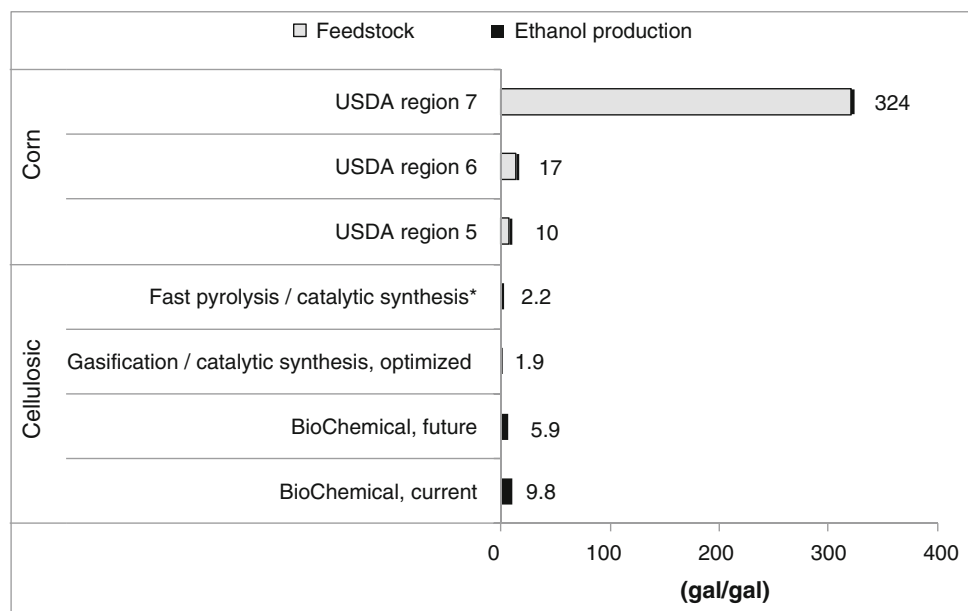 Feedstock Ethanol production
Corn
USDA region 7 324
USDA region 6 17
USDA region 5 10
Cellulosic
Fast pyrolysis / catalytic synthesis* 2.2
Gasification / catalytic synthesis, optimized 1.9
BioChemical, future 5.9
BioChemical, current 9.8
0 100 200 300 400
(gal/gal)